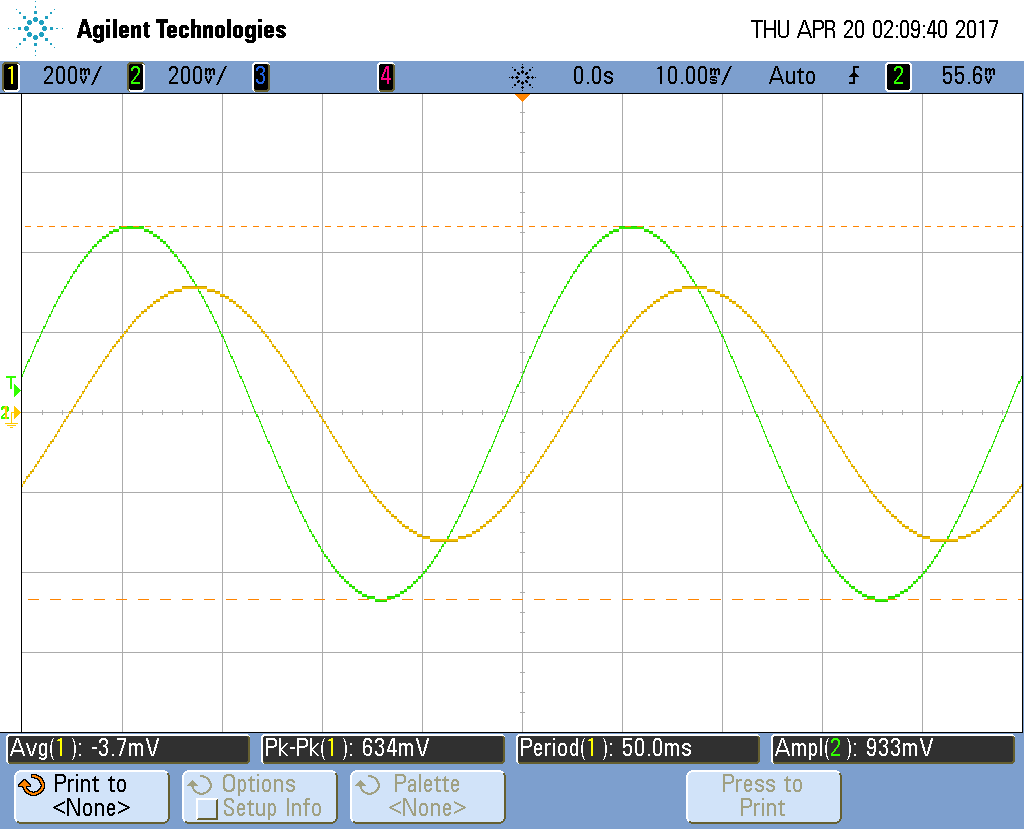 Agilent Technologies THU APR 20 02:09:40 2017
1 200mV/ 2 200mV/ 3 4 0.0s 10.00ms/ Auto 2 55.6mV
T
2
Avg(1): -3.7mV Pk-Pk(1): 634mV Period(1): 50.0ms Ampl(2): 933mV
Print to Options Palette Press to
<None> Setup Info <None> Print